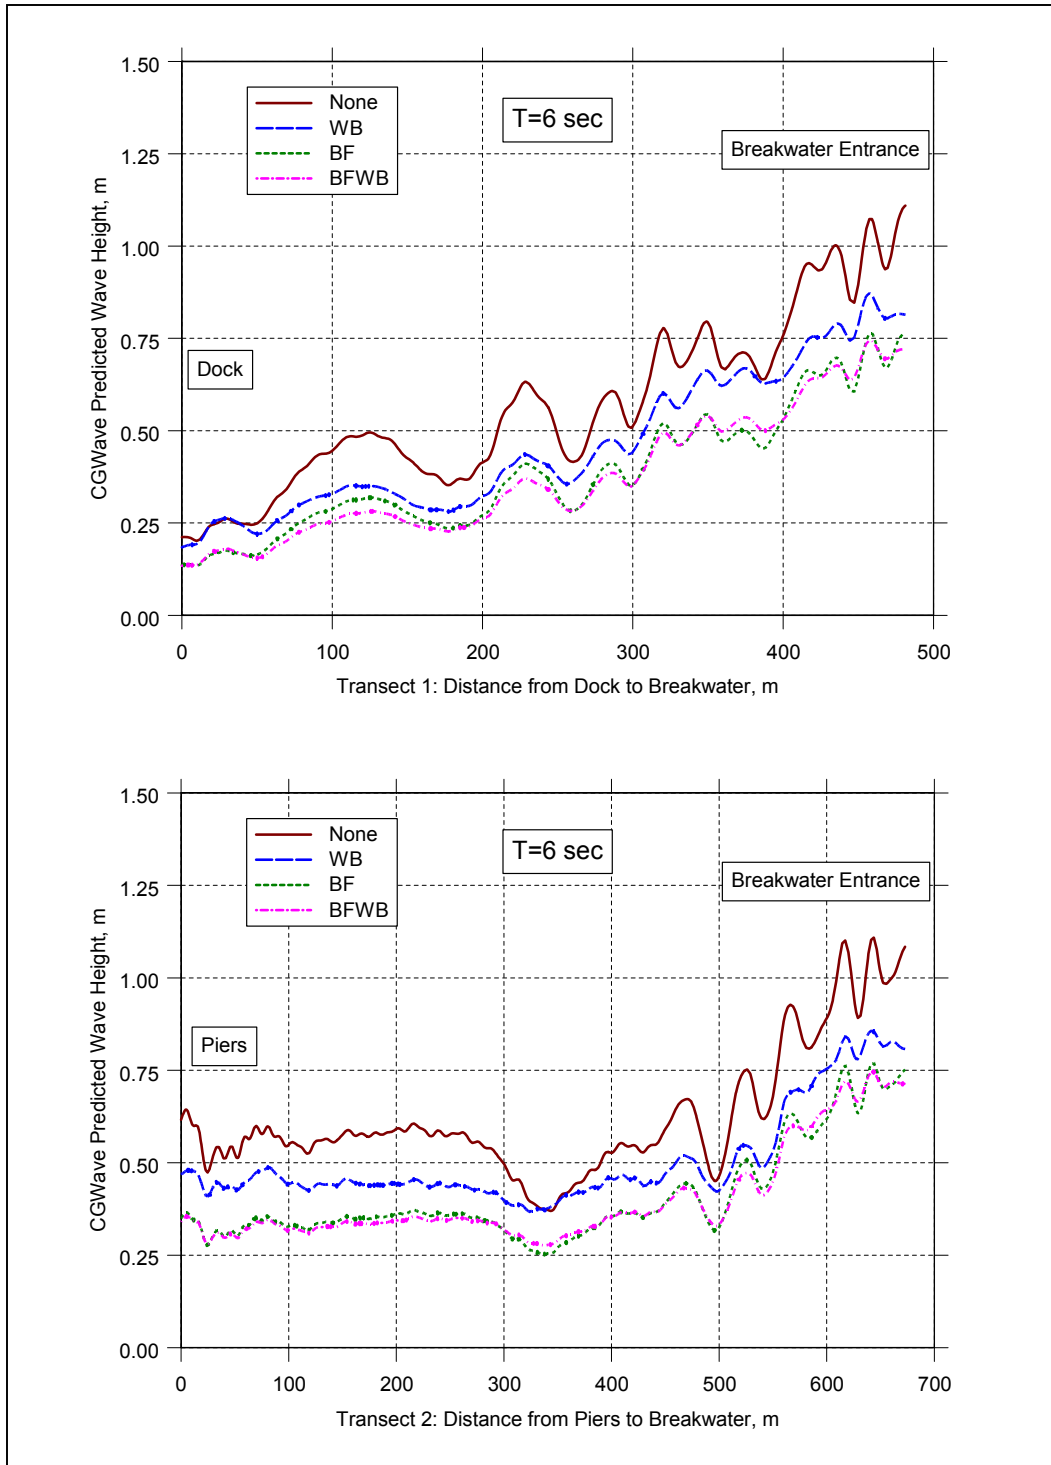 1.50
None
WB
BF
BFWB
T=6 sec
1.25
Breakwater Entrance
1.00
0.75
Dock
0.50
0.25
0.00
CGWave Predicted Wave Height, m
0 100 200 300 400 500
Transect 1: Distance from Dock to Breakwater, m
1.50
None
WB
BF
BFWB
T=6 sec
1.25
Breakwater Entrance
1.00
Piers
0.75
0.50
0.25
0.00
CGWave Predicted Wave Height, m
0 100 200 300 400 500 600 700
Transect 2: Distance from Piers to Breakwater, m